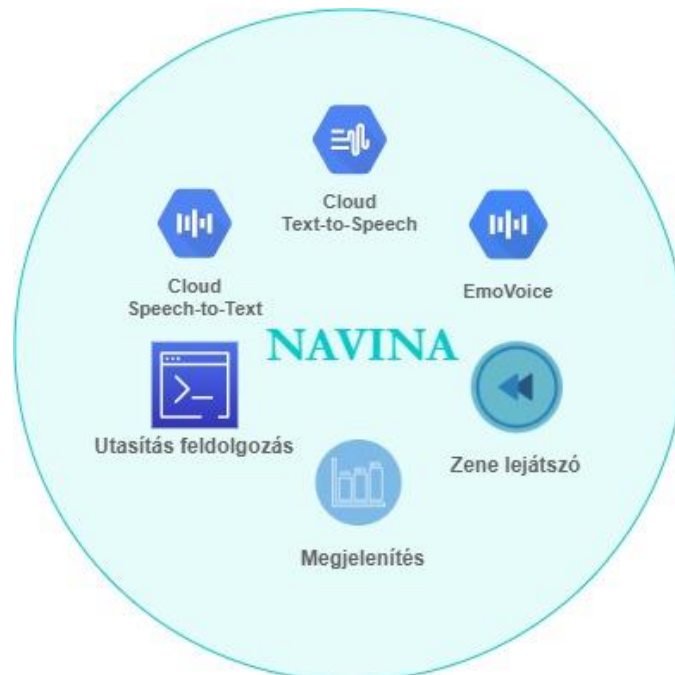 Cloud
Text-to-Speech
Cloud
Speech-to-Text
EmoVoice
NAVINA
Utasítás feldolgozás
Zene lejátszó
Megjelenítés